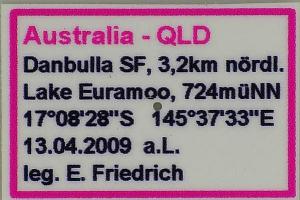 Australia - QLD
Danbulla SF, 3,2km nördl.
Lake Euramoo, 724müNN
17°08'28"S 145°37'33"E
13.04.2009 a.L.
leg. E. Friedrich